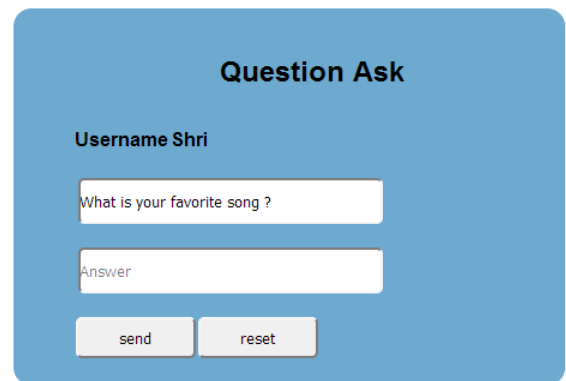 Question Ask
Username Shri
What is your favorite song ?
Answer
send reset